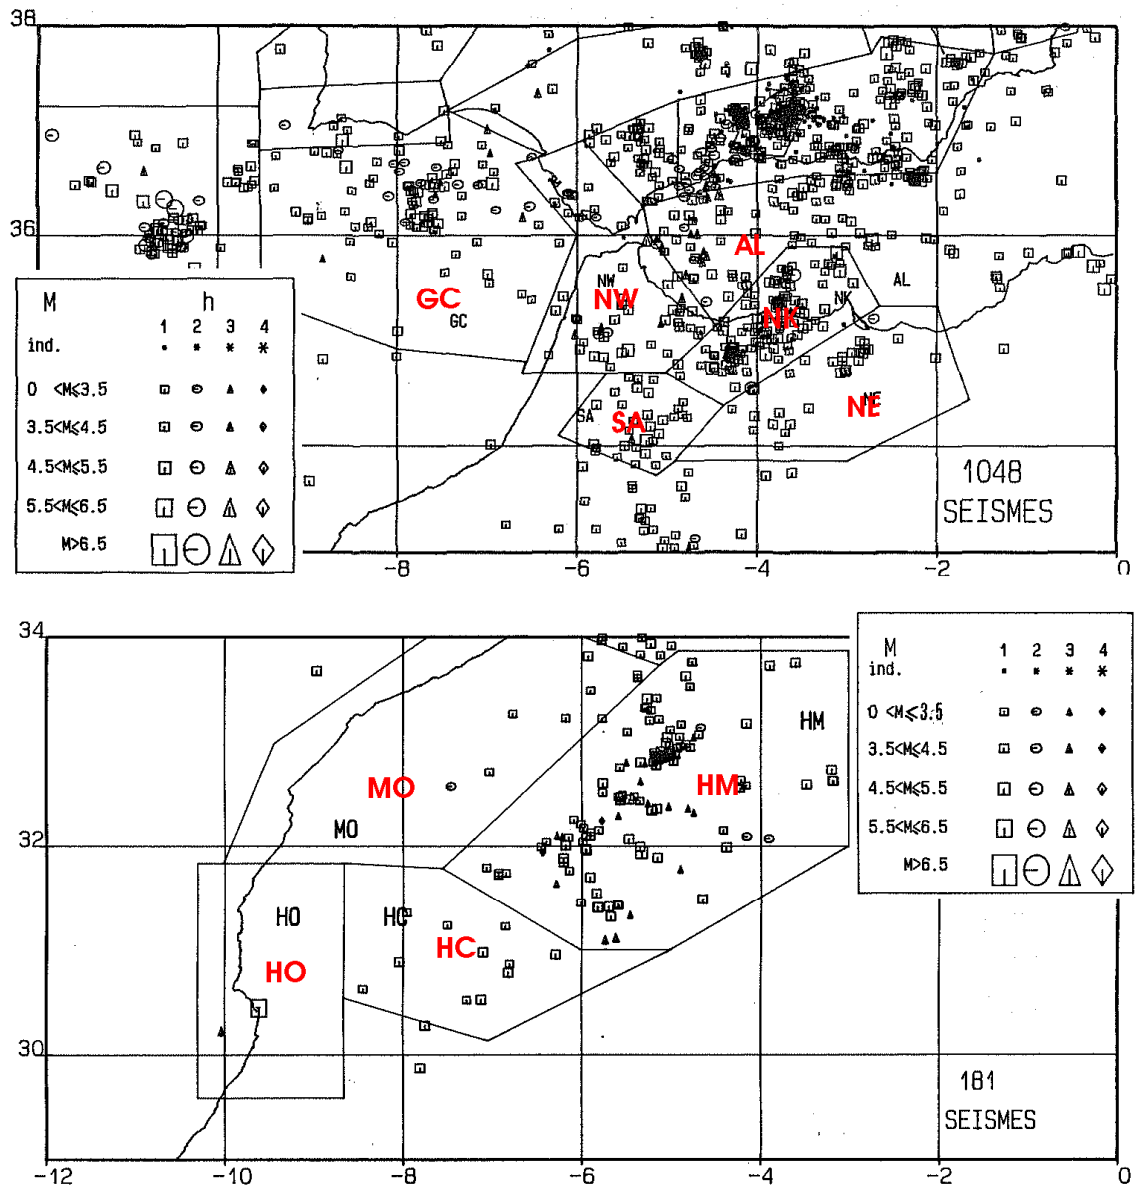 38
36
AL
NW
AL
GC
NW
NK
NK
GC
M h
1 2 3 4
ind.
0 <M≤3.5
3.5<M≤4.5
4.5<M≤5.5
5.5<M≤6.5
M>6.5
SA
SA
NE
NE
1048
SEISMES
-8 -6 -4 -2 0
34
M 1 2 3 4
ind.
0 <M≤3.5
3.5<M≤4.5
4.5<M≤5.5
5.5<M≤6.5
M>6.5
HM
MO
HM
MO
32
HO
HC
HC
HO
30
181
SEISMES
-12 -10 -8 -6 -4 -2 0